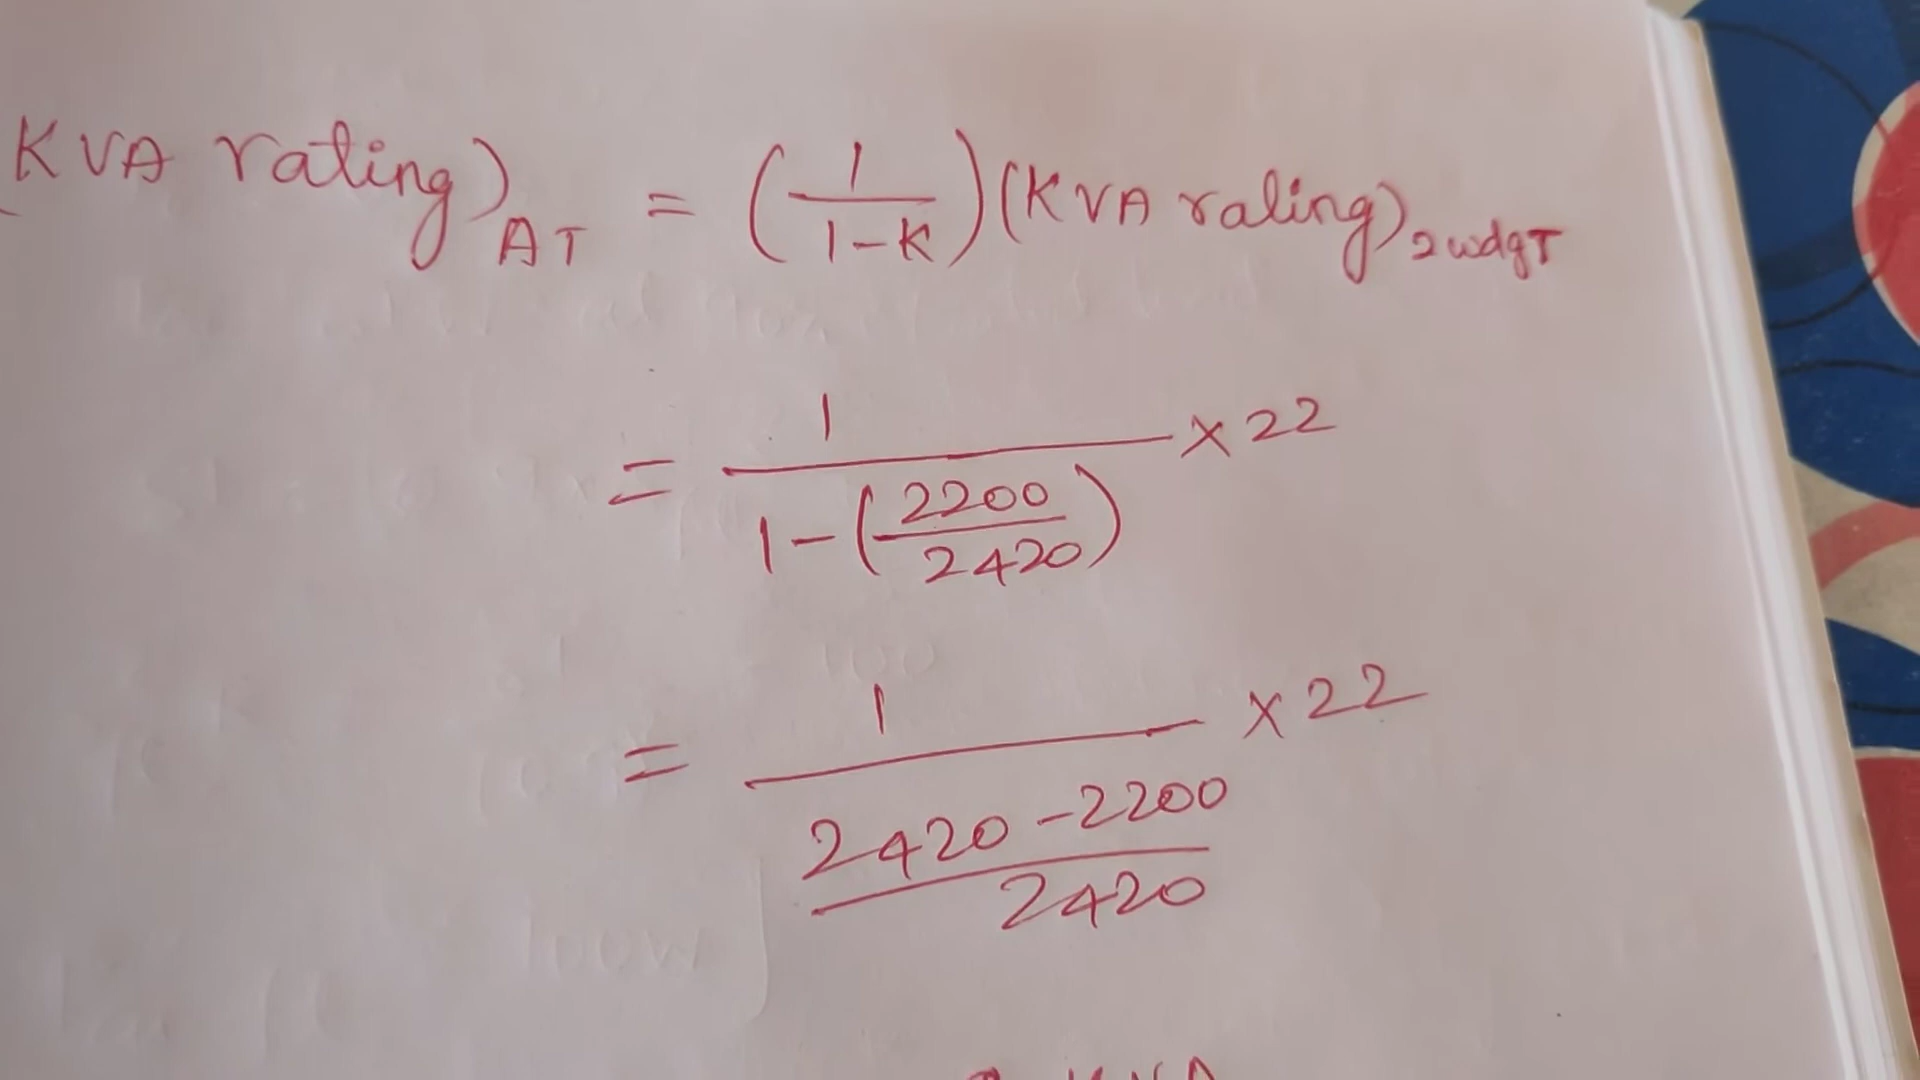 KVA rating)AT = (1/1-K)(KVA rating)2wdgT
= 1/1-(2200/2420) × 22
= 1/2420-2200/2420 × 22